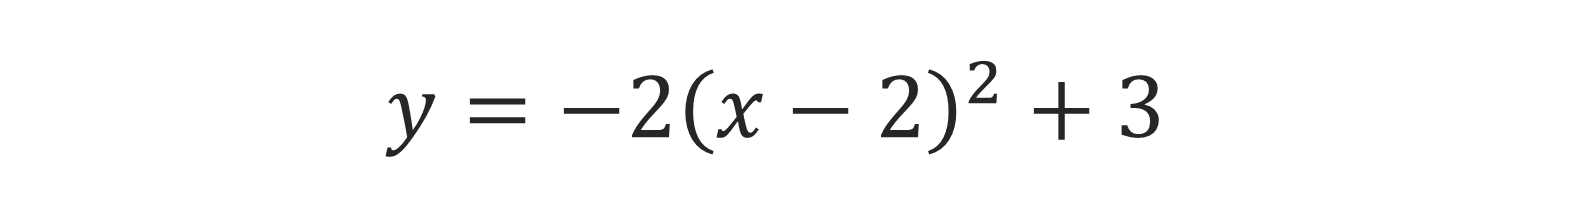 y = −2(x − 2)² + 3